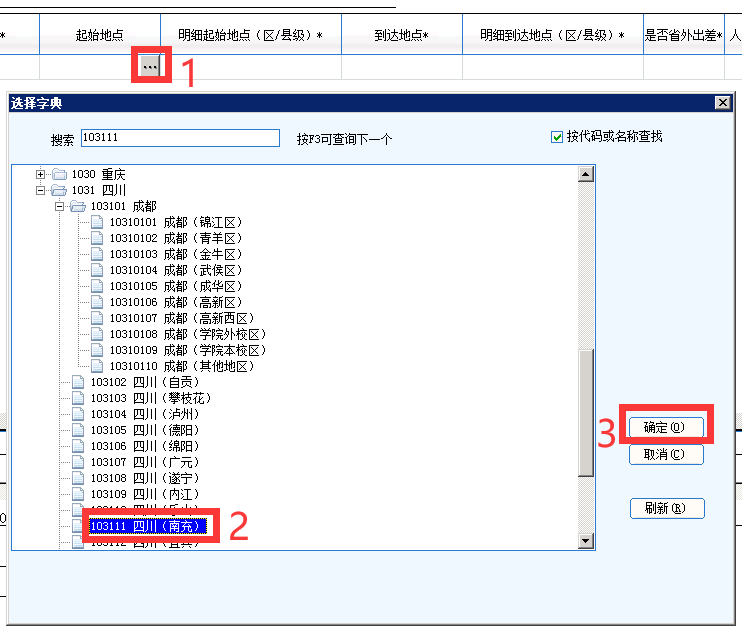 * 起始地点 明细起始地点（区/县级）* 到达地点* 明细到达地点（区/县级）* 是否省外出差* 人
... 1
选择字典
搜索 103111 按F3可查询下一个 按代码或名称查找
1030 重庆
1031 四川
103101 成都
10310101 成都（锦江区）
10310102 成都（青羊区）
10310103 成都（金牛区）
10310104 成都（武侯区）
10310105 成都（成华区）
10310106 成都（高新区）
10310107 成都（高新西区）
10310108 成都（学院外校区）
10310109 成都（学院本校区）
10310110 成都（其他地区）
103102 四川（自贡）
103103 四川（攀枝花）
103104 四川（泸州）
103105 四川（德阳）
103106 四川（绵阳）
103107 四川（广元）
103108 四川（遂宁）
103109 四川（内江）
103111 四川（南充） 2
103112 四川（宜宾）
3 确定(O)
取消(C)
刷新(R)